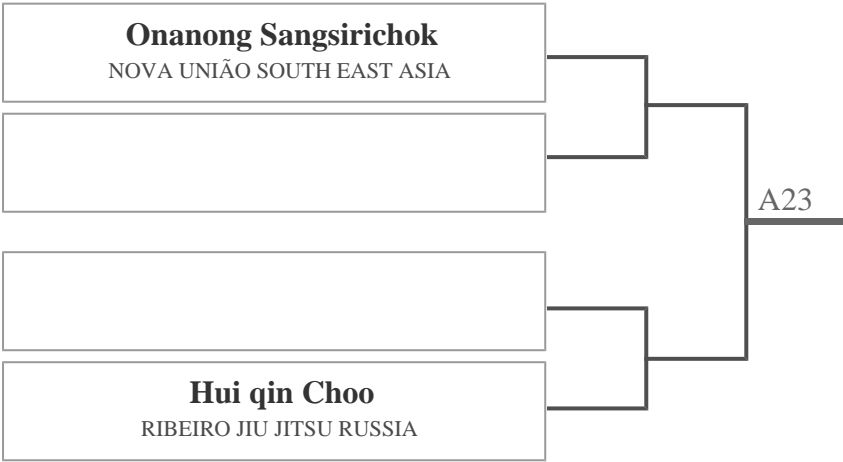 Onanong Sangsirichok
NOVA UNIÃO SOUTH EAST ASIA
A23
Hui qin Choo
RIBEIRO JIU JITSU RUSSIA